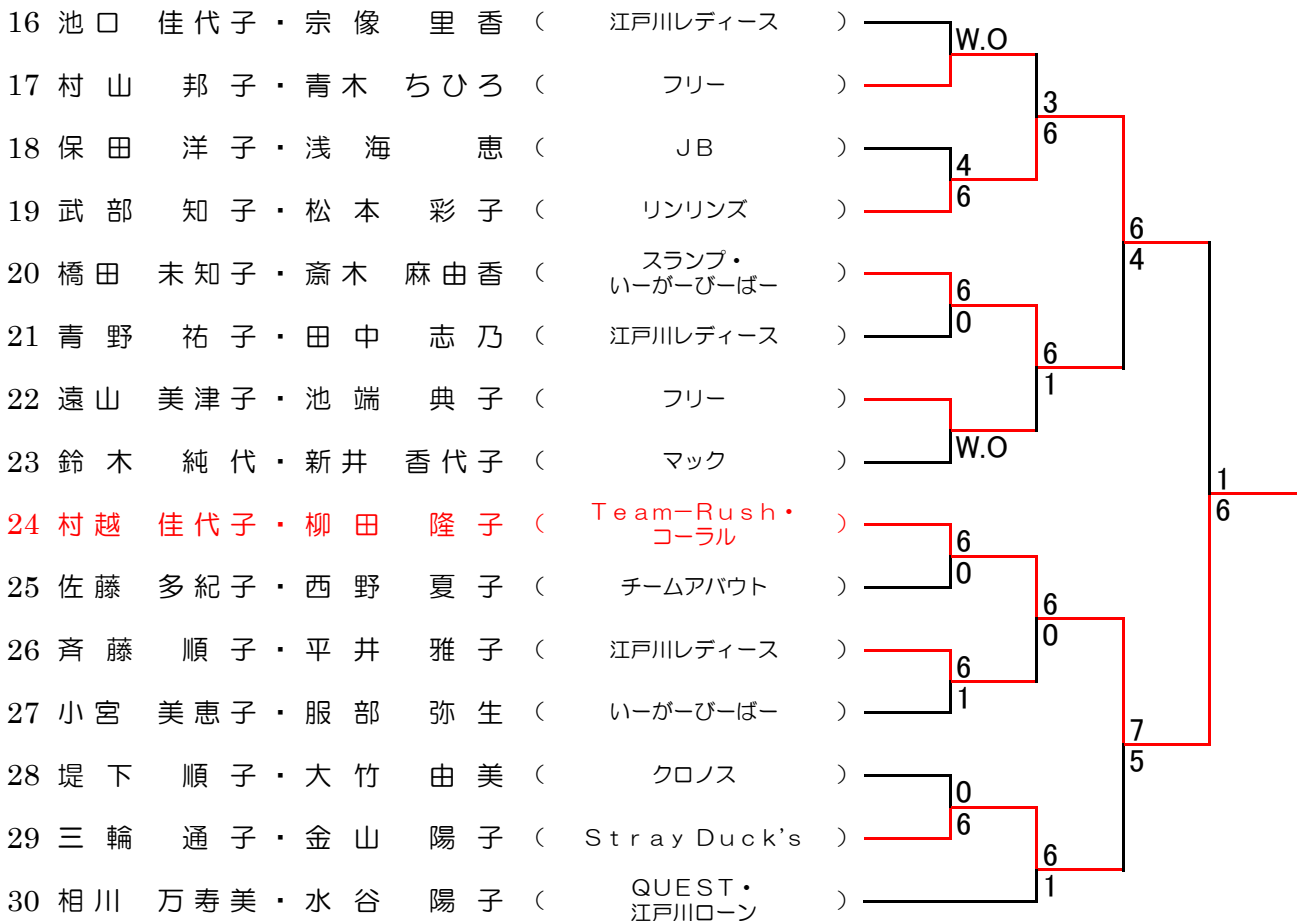 16 池口 佳代子・宗像 里香 ( 江戸川レディース )
W.O
17 村山 邦子・青木 ちひろ ( フリー )
3
6
18 保田 洋子・浅海 恵 ( JB )
4
6
19 武部 知子・松本 彩子 ( リンリンズ )
6
4
20 橋田 未知子・斎木 麻由香 ( スランプ・
いーがーびーばー )
6
0
21 青野 祐子・田中 志乃 ( 江戸川レディース )
6
1
22 遠山 美津子・池端 典子 ( フリー )
W.O
23 鈴木 純代・新井 香代子 ( マック )
1
6
24 村越 佳代子・柳田 隆子 ( Team－Rush・
コーラル )
6
0
25 佐藤 多紀子・西野 夏子 ( チームアバウト )
6
0
26 斉藤 順子・平井 雅子 ( 江戸川レディース )
6
1
27 小宮 美恵子・服部 弥生 ( いーがーびーばー )
7
5
28 堤下 順子・大竹 由美 ( クロノス )
0
6
29 三輪 通子・金山 陽子 ( Stray Duck's )
6
1
30 相川 万寿美・水谷 陽子 ( QUEST・
江戸川ローン )